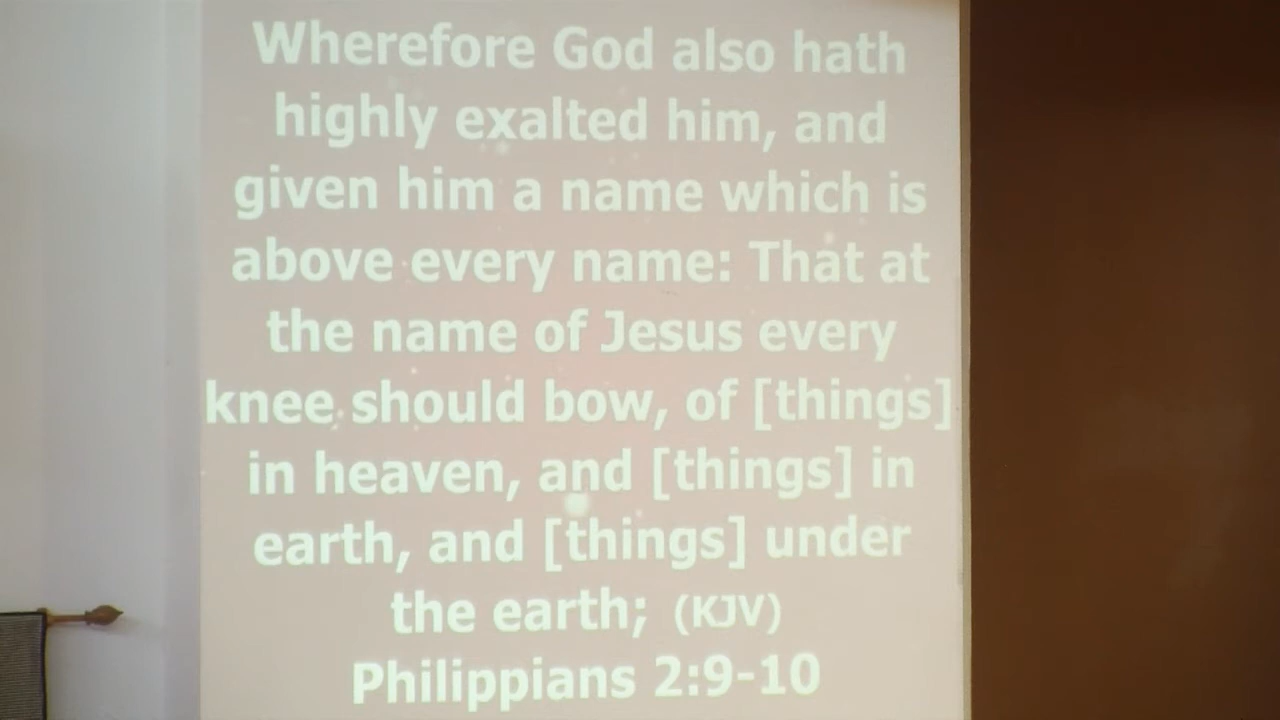 Wherefore God also hath
highly exalted him, and
given him a name which is
above every name: That at
the name of Jesus every
knee should bow, of [things]
in heaven, and [things] in
earth, and [things] under
the earth; (KJV)
Philippians 2:9-10